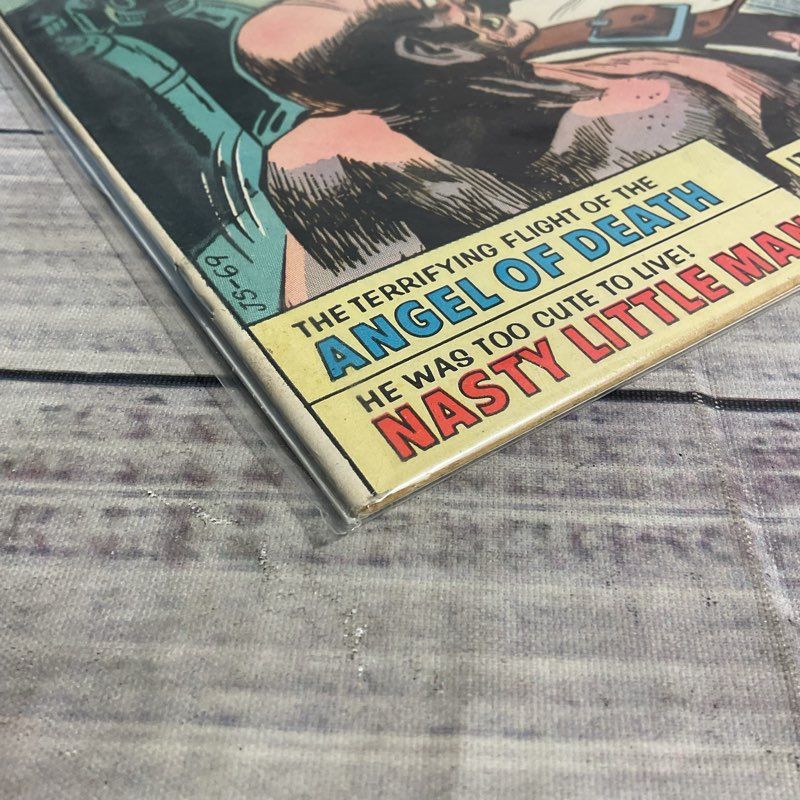 JS-69
THE TERRIFYING FLIGHT OF THE
ANGEL OF DEATH
HE WAS TOO CUTE TO LIVE!
NASTY LITTLE MAN